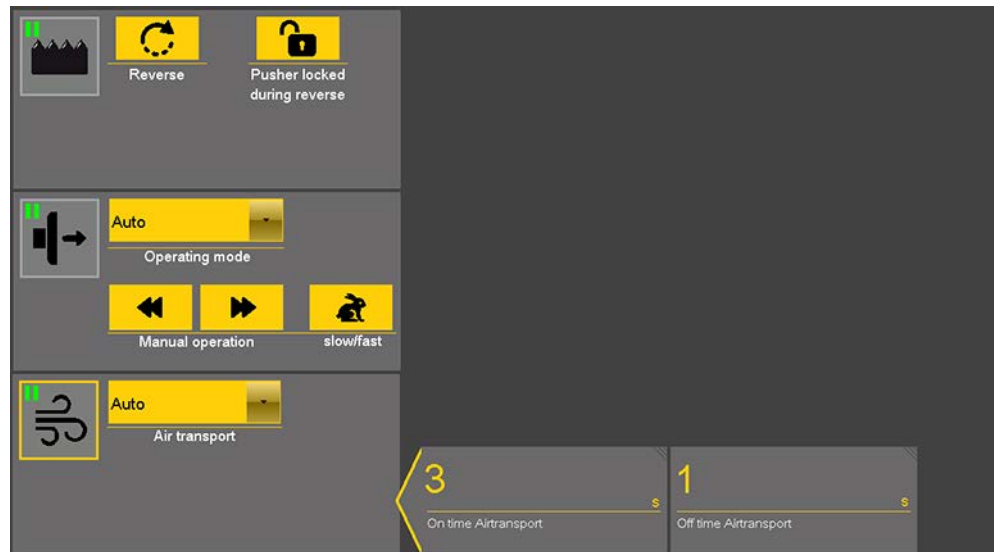 Reverse
Pusher locked
during reverse
Auto
Operating mode
Manual operation
slow/fast
Auto
Air transport
3
s
On time Airtransport
1
s
Off time Airtransport